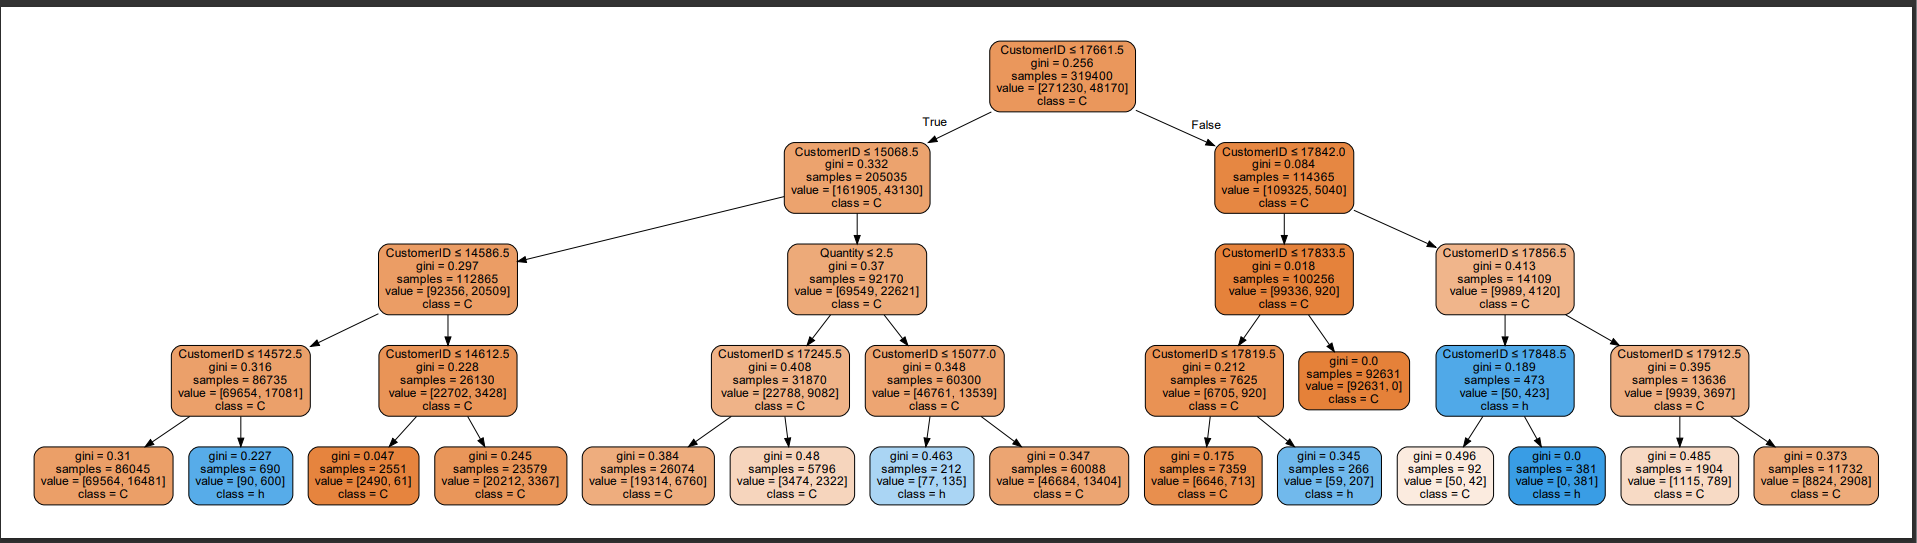 CustomerID ≤ 17661.5
gini = 0.256
samples = 319400
value = [271230, 48170]
class = C
True
False
CustomerID ≤ 15068.5
gini = 0.332
samples = 205035
value = [161905, 43130]
class = C
CustomerID ≤ 17842.0
gini = 0.084
samples = 114365
value = [109325, 5040]
class = C
CustomerID ≤ 14586.5
gini = 0.297
samples = 112865
value = [92356, 20509]
class = C
Quantity ≤ 2.5
gini = 0.37
samples = 92170
value = [69549, 22621]
class = C
CustomerID ≤ 17833.5
gini = 0.018
samples = 100256
value = [99336, 920]
class = C
CustomerID ≤ 17856.5
gini = 0.413
samples = 14109
value = [9989, 4120]
class = C
CustomerID ≤ 14572.5
gini = 0.316
samples = 86735
value = [69654, 17081]
class = C
CustomerID ≤ 14612.5
gini = 0.228
samples = 26130
value = [22702, 3428]
class = C
CustomerID ≤ 17245.5
gini = 0.408
samples = 31870
value = [22788, 9082]
class = C
CustomerID ≤ 15077.0
gini = 0.348
samples = 60300
value = [46761, 13539]
class = C
CustomerID ≤ 17819.5
gini = 0.212
samples = 7625
value = [6705, 920]
class = C
gini = 0.0
samples = 92631
value = [92631, 0]
class = C
CustomerID ≤ 17848.5
gini = 0.189
samples = 473
value = [50, 423]
class = h
CustomerID ≤ 17912.5
gini = 0.395
samples = 13636
value = [9939, 3697]
class = C
gini = 0.31
samples = 86045
value = [69564, 16481]
class = C
gini = 0.227
samples = 690
value = [90, 600]
class = h
gini = 0.047
samples = 2551
value = [2490, 61]
class = C
gini = 0.245
samples = 23579
value = [20212, 3367]
class = C
gini = 0.384
samples = 26074
value = [19314, 6760]
class = C
gini = 0.48
samples = 5796
value = [3474, 2322]
class = C
gini = 0.463
samples = 212
value = [77, 135]
class = h
gini = 0.347
samples = 60088
value = [46684, 13404]
class = C
gini = 0.175
samples = 7359
value = [6646, 713]
class = C
gini = 0.345
samples = 266
value = [59, 207]
class = h
gini = 0.496
samples = 92
value = [50, 42]
class = C
gini = 0.0
samples = 381
value = [0, 381]
class = h
gini = 0.485
samples = 1904
value = [1115, 789]
class = C
gini = 0.373
samples = 11732
value = [8824, 2908]
class = C